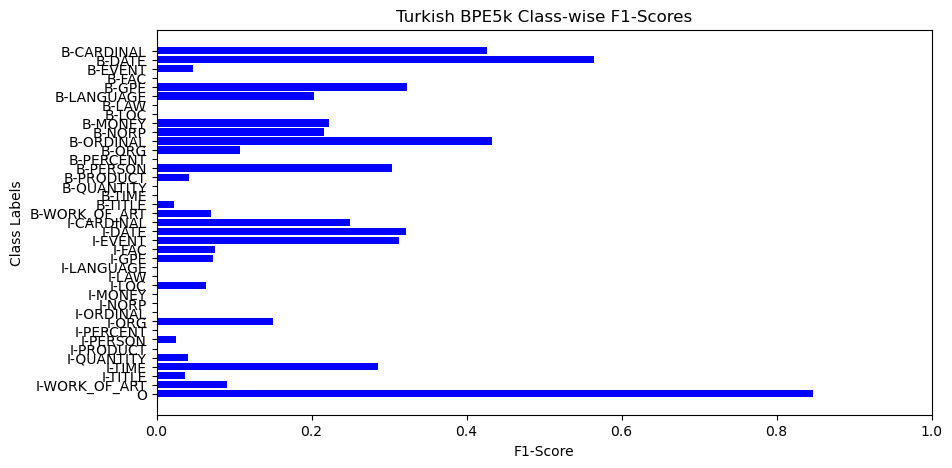 Turkish BPE5k Class-wise F1-Scores
Class Labels
B-CARDINAL
B-DATE
B-EVENT
B-FAC
B-GPE
B-LANGUAGE
B-LAW
B-LOC
B-MONEY
B-NORP
B-ORDINAL
B-ORG
B-PERCENT
B-PERSON
B-PRODUCT
B-QUANTITY
B-TIME
B-TITLE
B-WORK_OF_ART
I-CARDINAL
I-DATE
I-EVENT
I-FAC
I-GPE
I-LANGUAGE
I-LAW
I-LOC
I-MONEY
I-NORP
I-ORDINAL
I-ORG
I-PERCENT
I-PERSON
I-PRODUCT
I-QUANTITY
I-TIME
I-TITLE
I-WORK_OF_ART
O
0.0 0.2 0.4 0.6 0.8 1.0
F1-Score